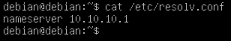 debian@debian:~$ cat /etc/resolv.conf
nameserver 10.10.10.1
debian@debian:~$